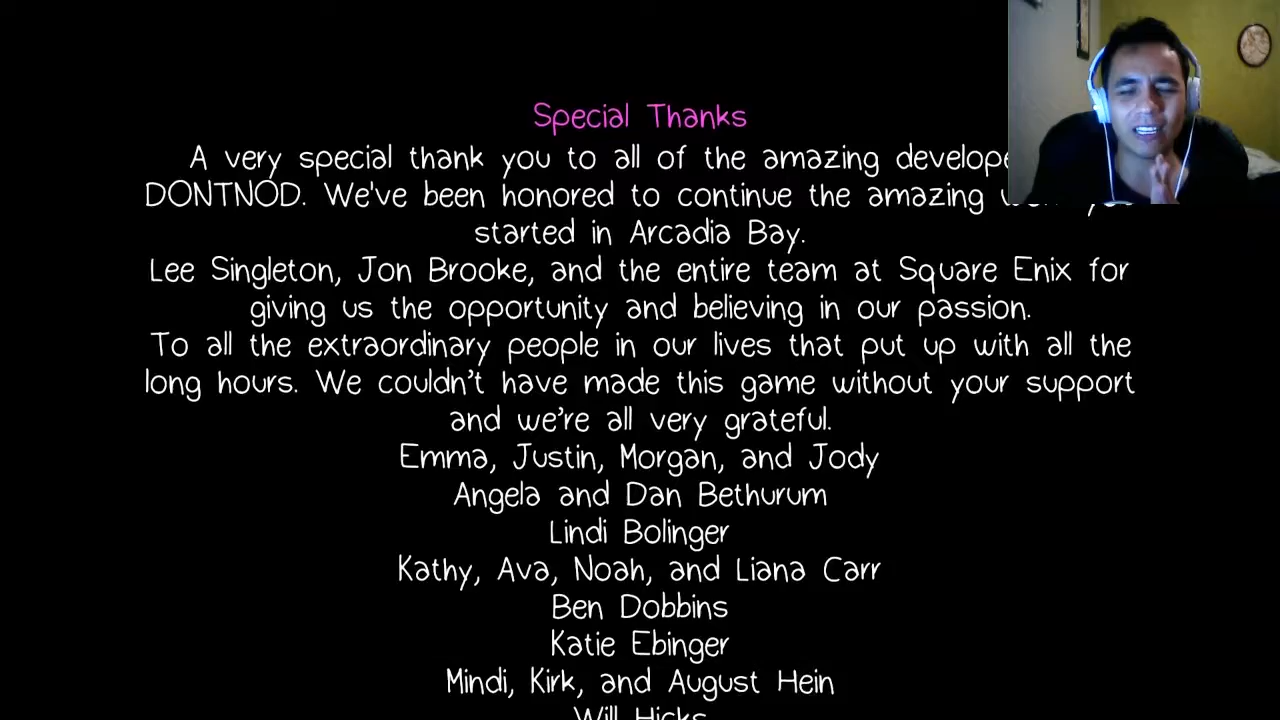 Special Thanks
A very special thank you to all of the amazing
DONTNOD. We've been honored to continue the amazing
started in Arcadia Bay.
Lee Singleton, Jon Brooke, and the entire team at Square Enix for
giving us the opportunity and believing in our passion.
To all the extraordinary people in our lives that put up with all the
long hours. We couldn't have made this game without your support
and we're all very grateful.
Emma, Justin, Morgan, and Jody
Angela and Dan Bethurum
Lindi Bolinger
Kathy, Ava, Noah, and Liana Carr
Ben Dobbins
Katie Ebinger
Mindi, Kirk, and August Hein
Will Hicks